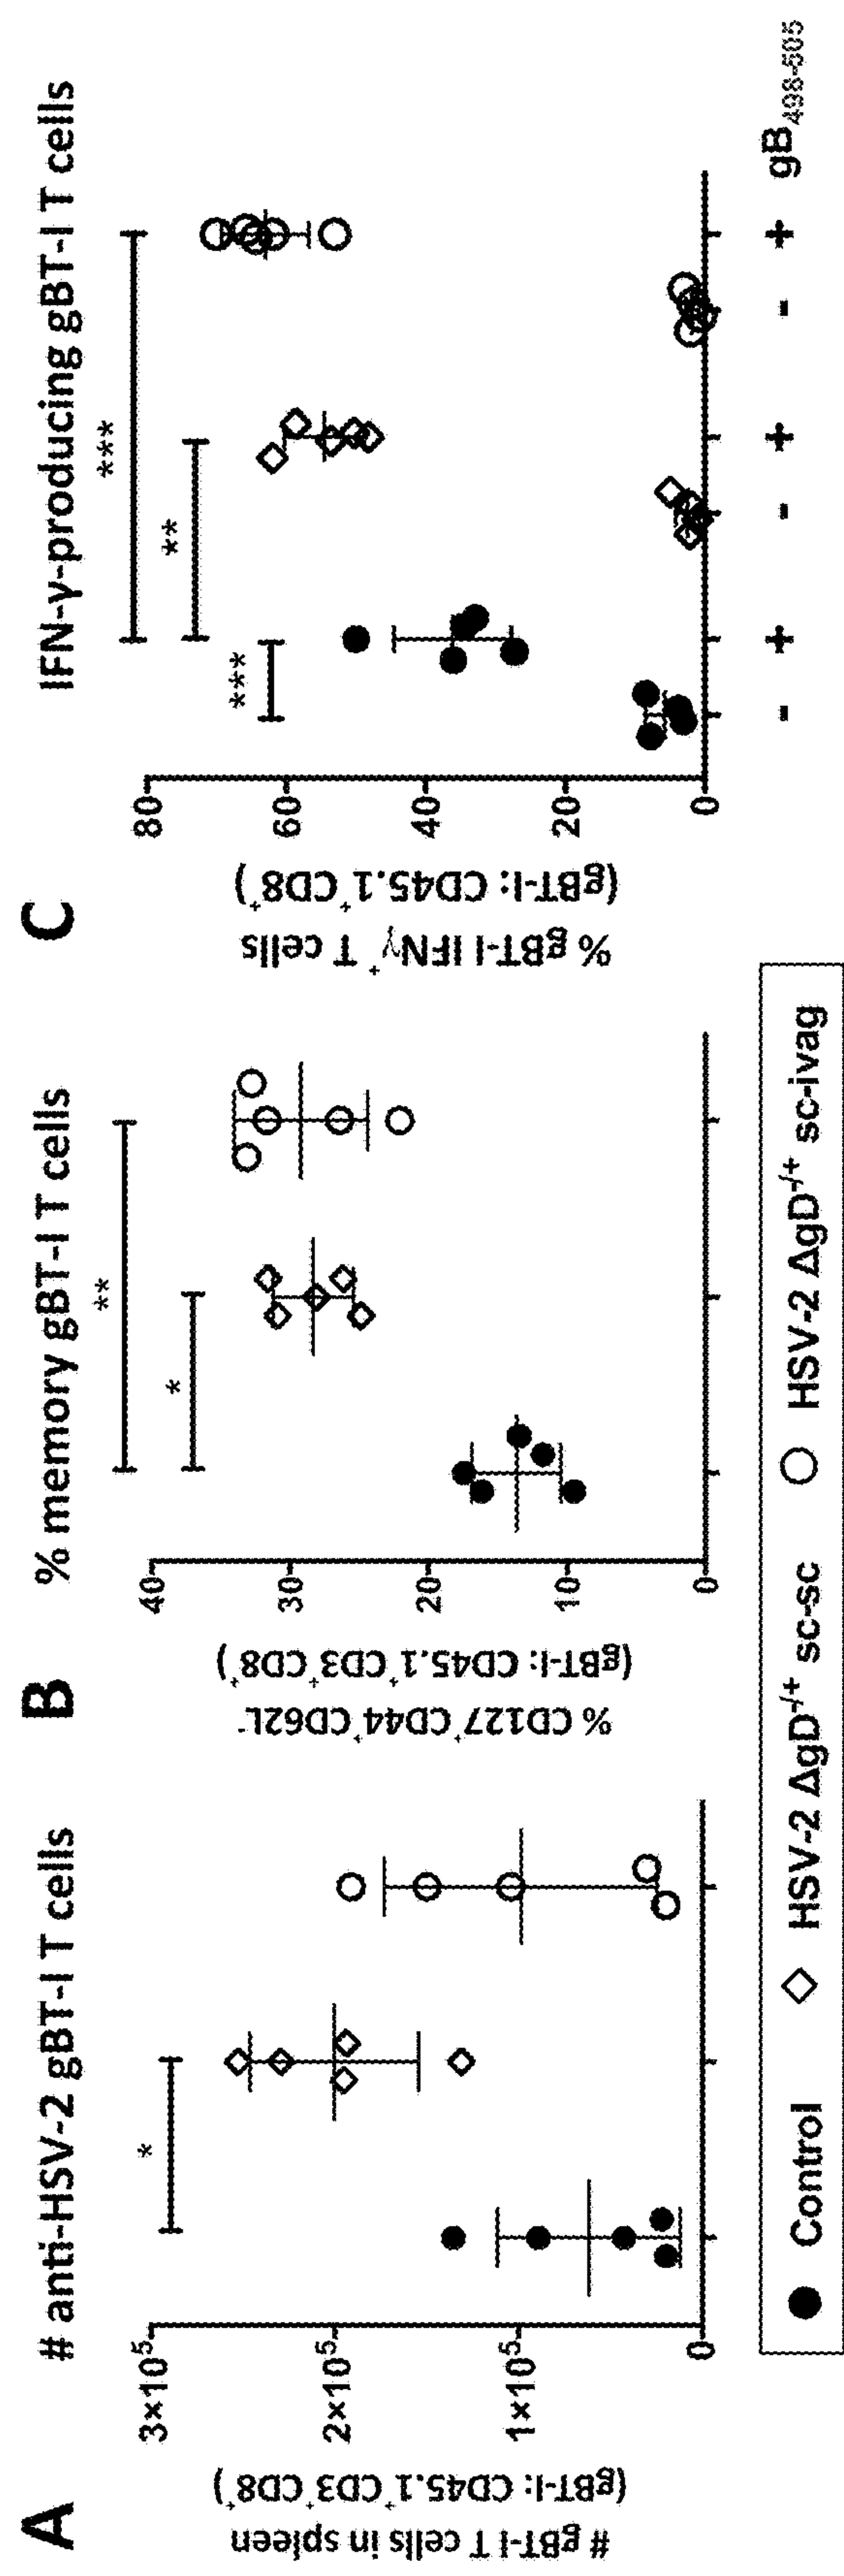 A
# anti-HSV-2 gBT-I T cells
# gBT-I T cells in spleen
(gBT-I: CD45.1⁺CD3⁺CD8⁺)
3×10⁵
2×10⁵
1×10⁵
0
*
B
% memory gBT-I T cells
% CD127⁺CD44⁺CD62L⁻
(gBT-I: CD45.1⁺CD3⁺CD8⁺)
40
30
20
10
0
*
**
C
IFN-γ-producing gBT-I T cells
% gBT-I IFNγ⁺ T cells
(gBT-I: CD45.1⁺CD8⁺)
80
60
40
20
0
***
**
***
- + - + - + gB₄₉₈₋₅₀₅
Control HSV-2 ΔgD⁻/⁺ sc-sc HSV-2 ΔgD⁻/⁺ sc-ivag